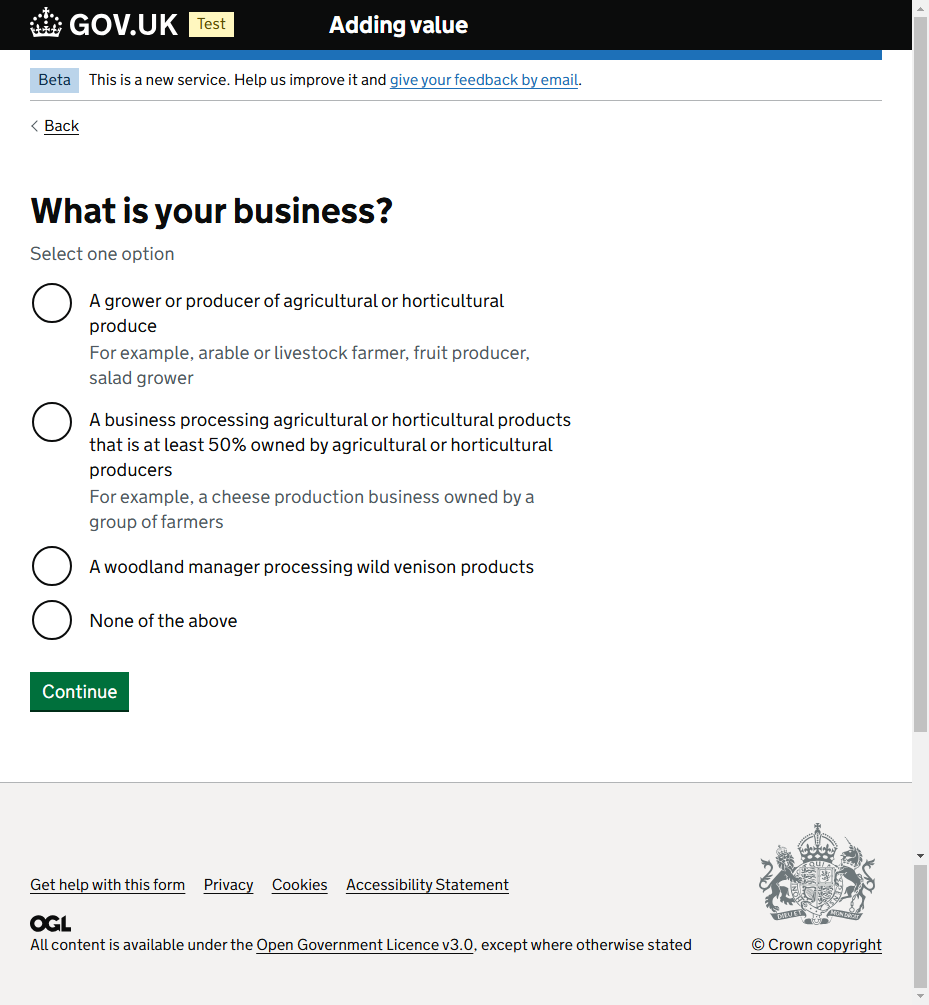 GOV.UK Test Adding value
Beta This is a new service. Help us improve it and give your feedback by email.
Back
What is your business?
Select one option
A grower or producer of agricultural or horticultural
produce
For example, arable or livestock farmer, fruit producer,
salad grower
A business processing agricultural or horticultural products
that is at least 50% owned by agricultural or horticultural
producers
For example, a cheese production business owned by a
group of farmers
A woodland manager processing wild venison products
None of the above
Continue
Get help with this form Privacy Cookies Accessibility Statement
OGL
All content is available under the Open Government Licence v3.0, except where otherwise stated
© Crown copyright